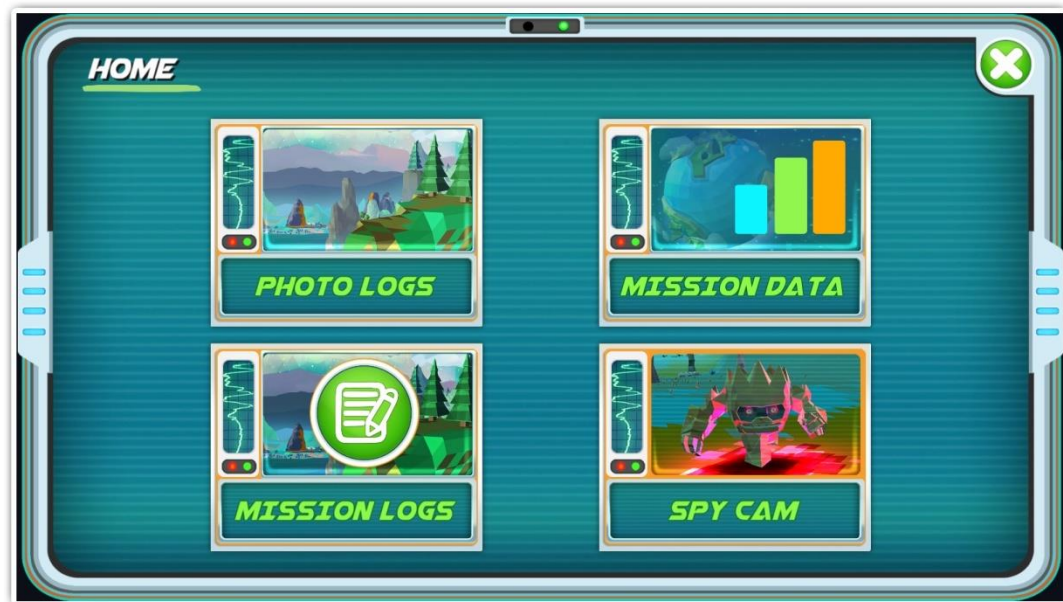 HOME
PHOTO LOGS
MISSION DATA
MISSION LOGS
SPY CAM